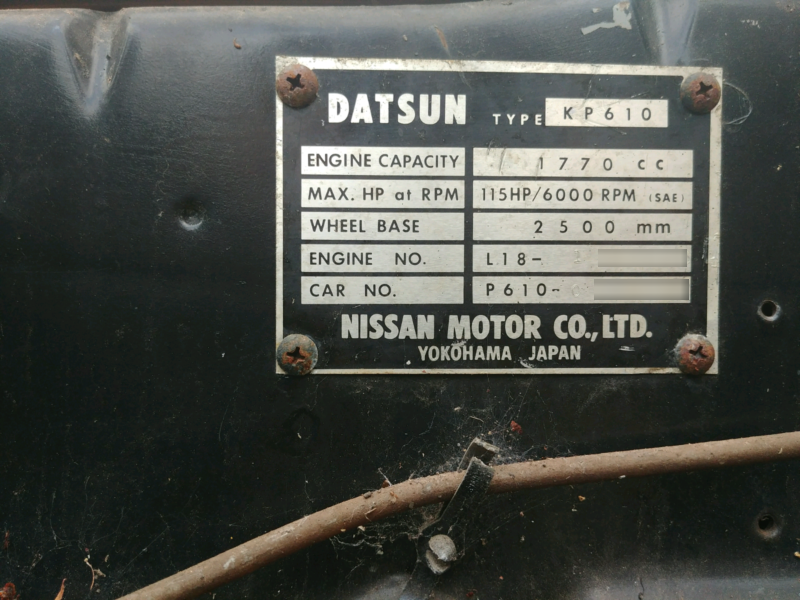 DATSUN TYPE KP610
ENGINE CAPACITY 1770 cc
MAX. HP at RPM 115HP/6000 RPM (SAE)
WHEEL BASE 2500 mm
ENGINE NO. L18-
CAR NO. P610-
NISSAN MOTOR CO., LTD.
YOKOHAMA JAPAN